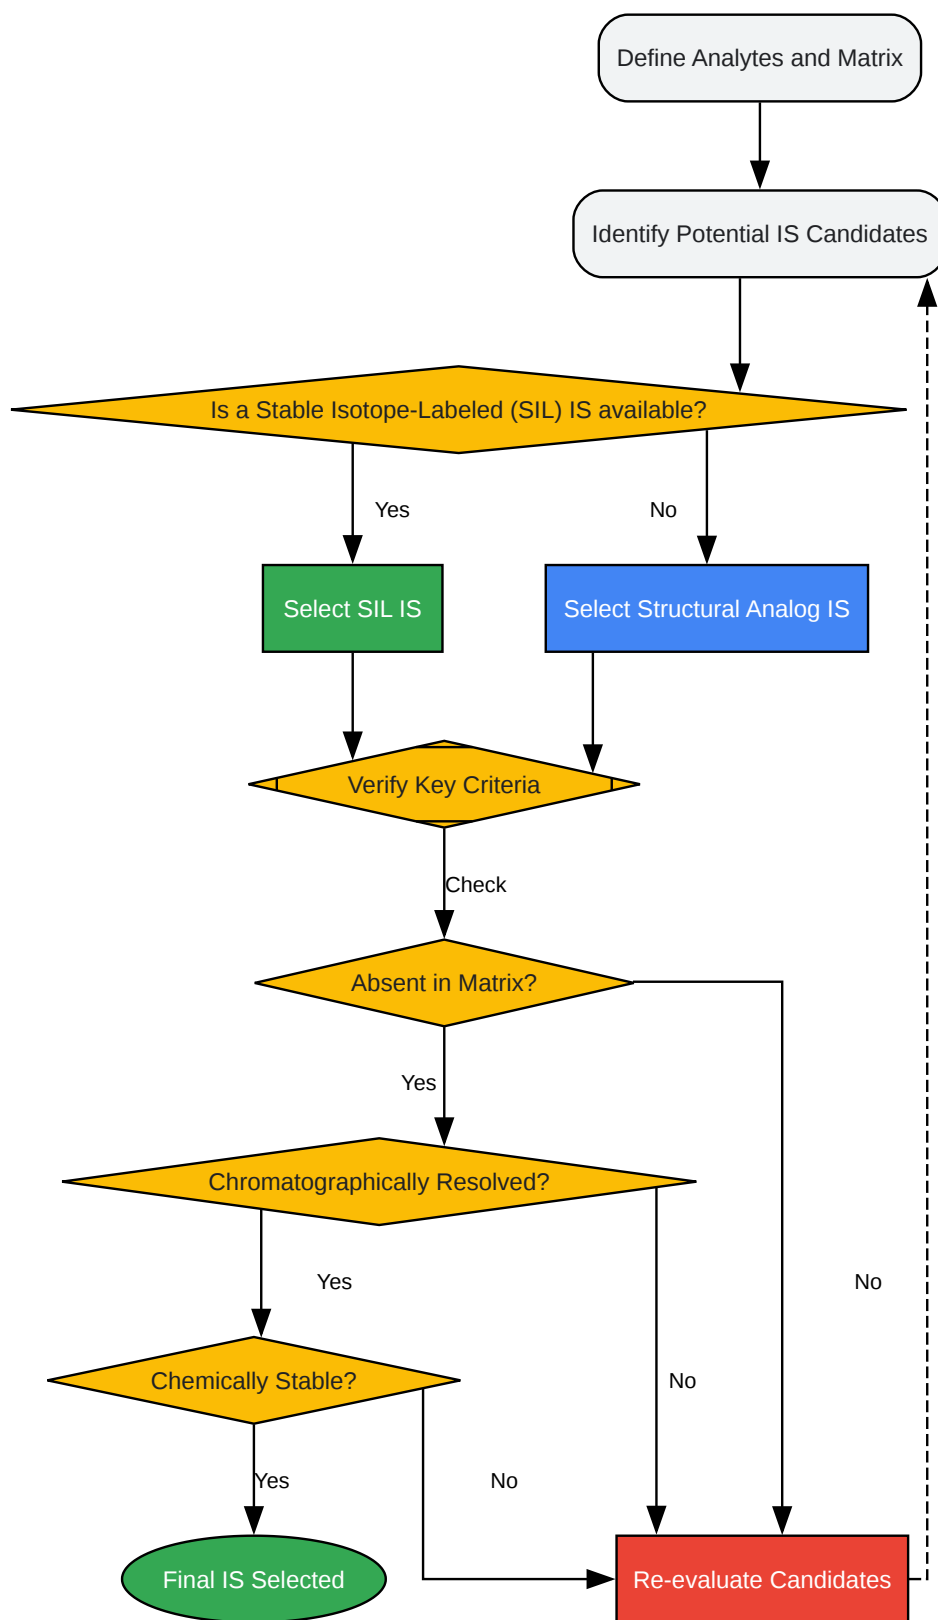 Define Analytes and Matrix
Identify Potential IS Candidates
Is a Stable Isotope-Labeled (SIL) IS available?
Yes
No
Select SIL IS
Select Structural Analog IS
Verify Key Criteria
Check
Absent in Matrix?
Yes
Chromatographically Resolved?
Yes
No
Chemically Stable?
No
Yes
No
Final IS Selected
Re-evaluate Candidates